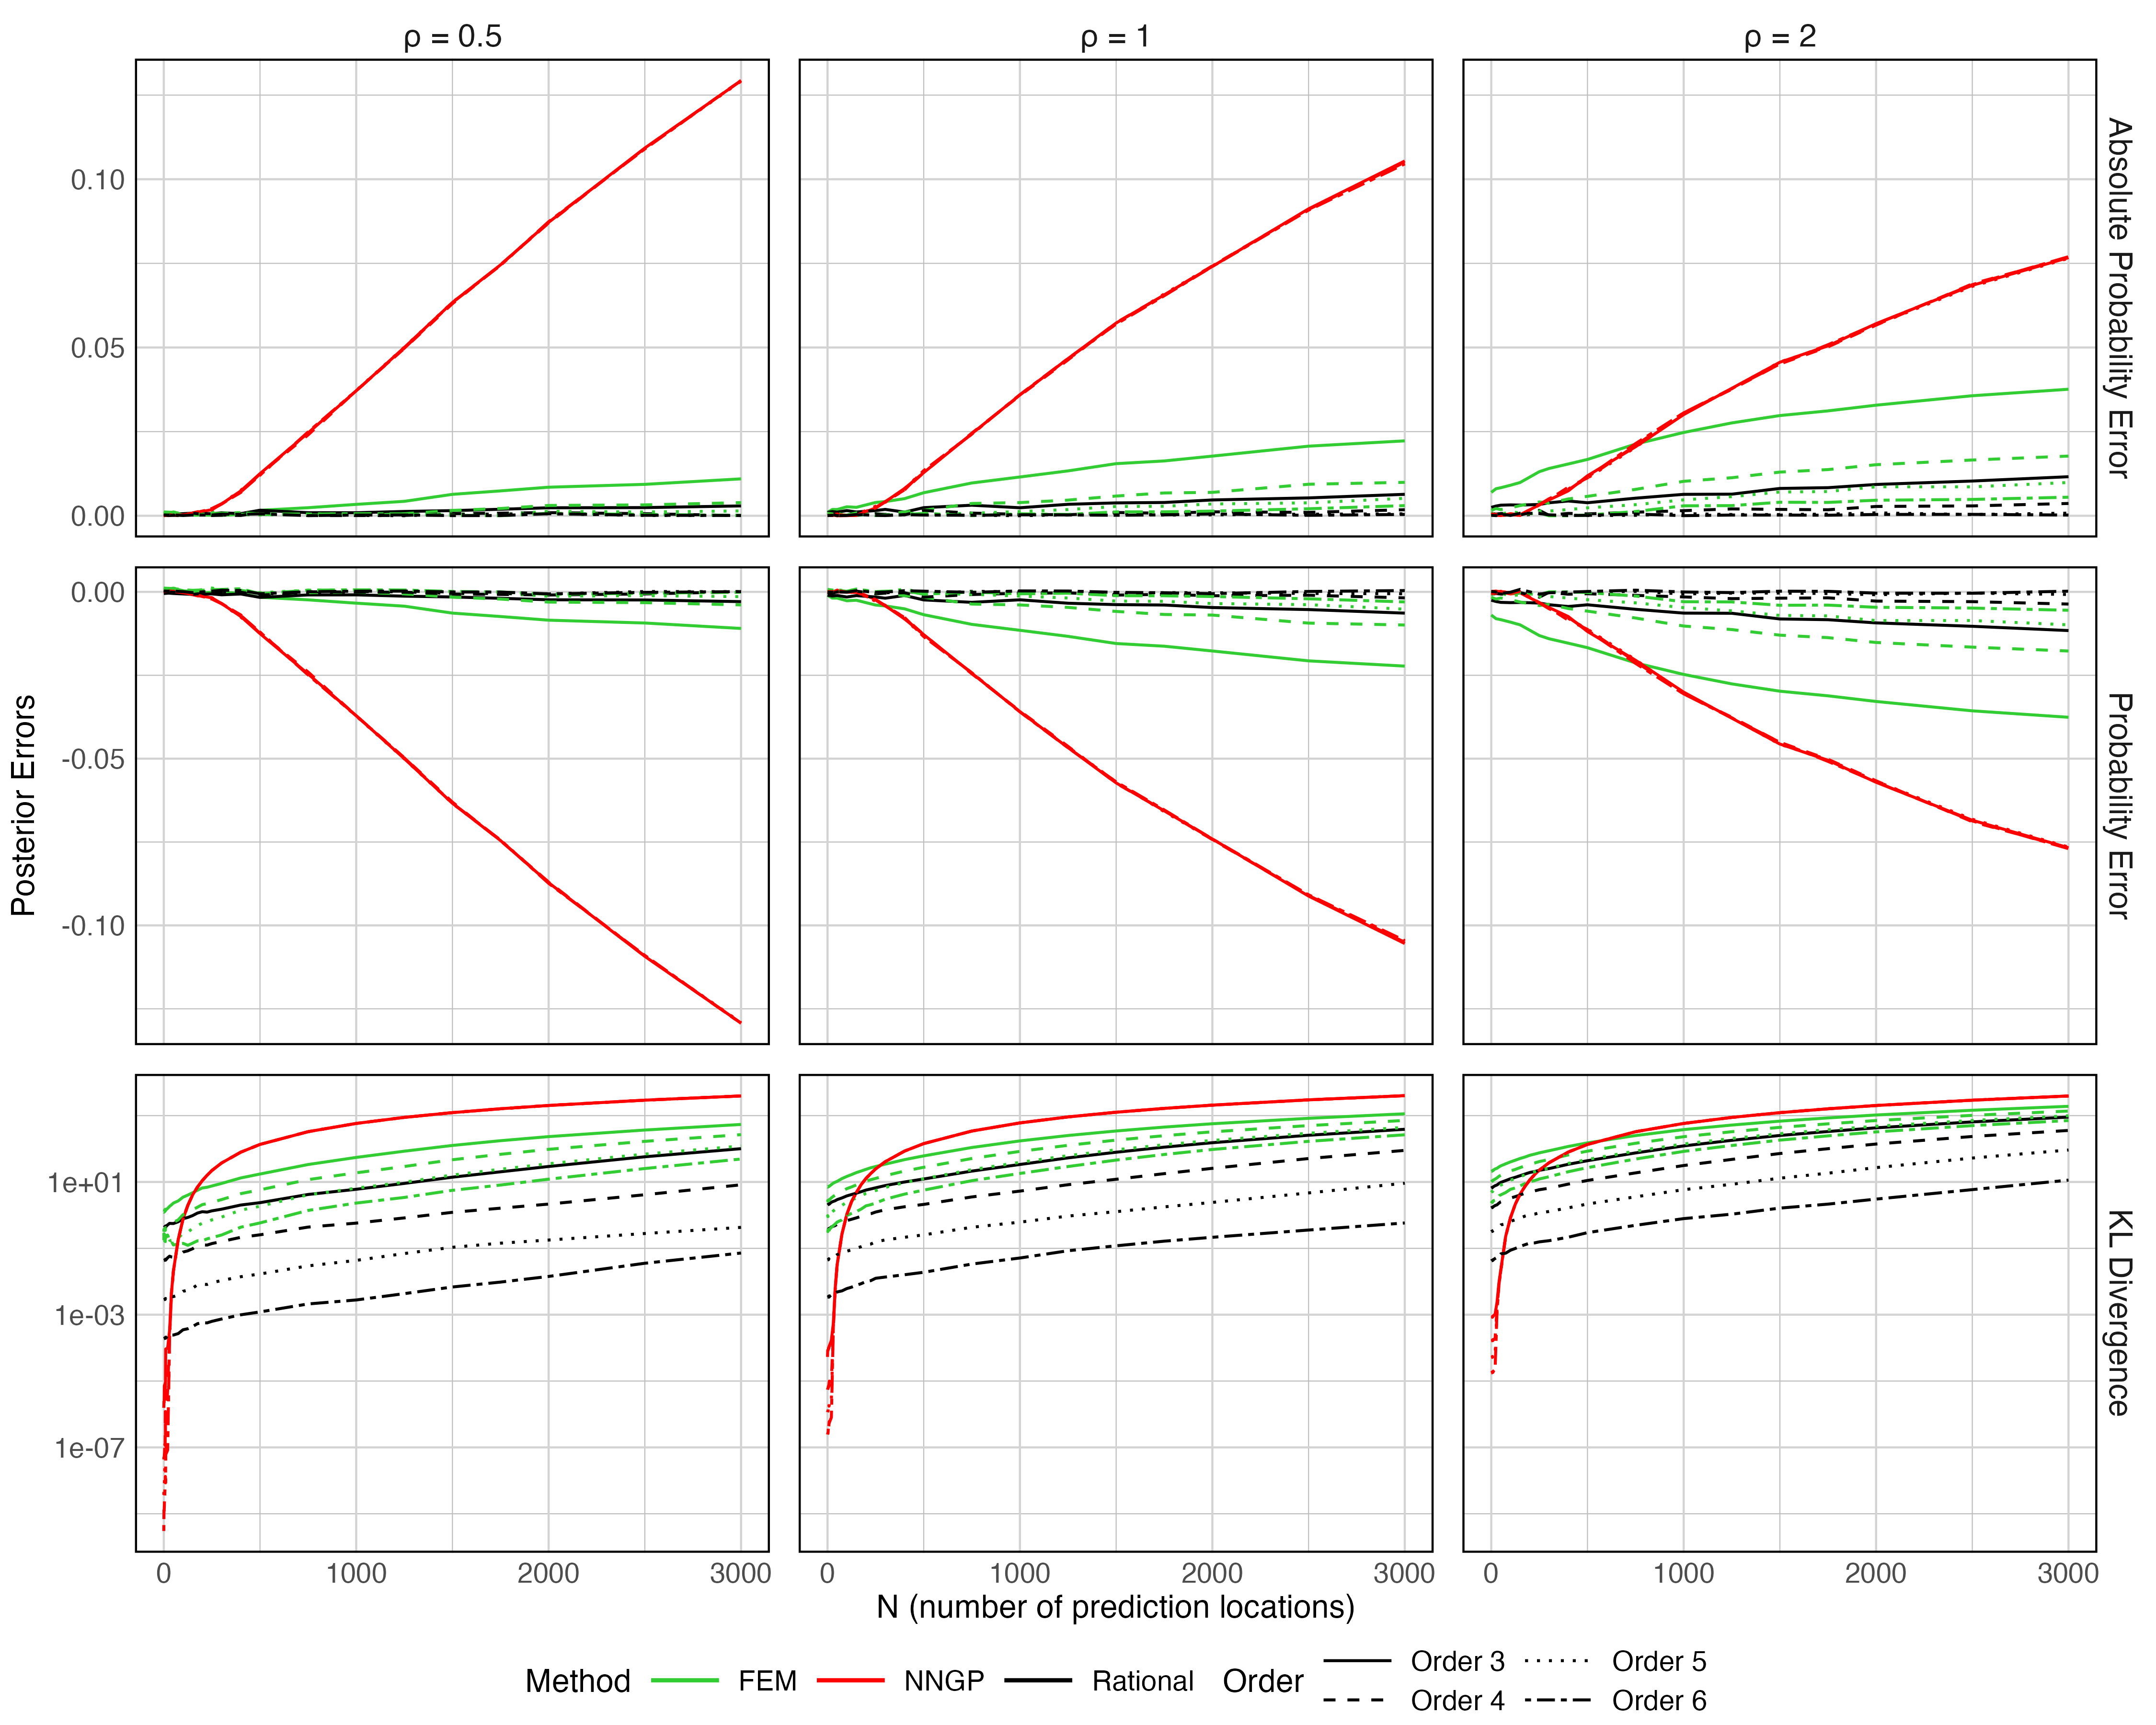 ρ = 0.5 ρ = 1 ρ = 2
0.10
0.05
0.00
Absolute Probability Error
0.00
-0.05
-0.10
Probability Error
Posterior Errors
1e+01
1e-03
1e-07
KL Divergence
0 1000 2000 3000 0 1000 2000 3000 0 1000 2000 3000
N (number of prediction locations)
Method FEM NNGP Rational Order Order 3 Order 5
Order 4 Order 6